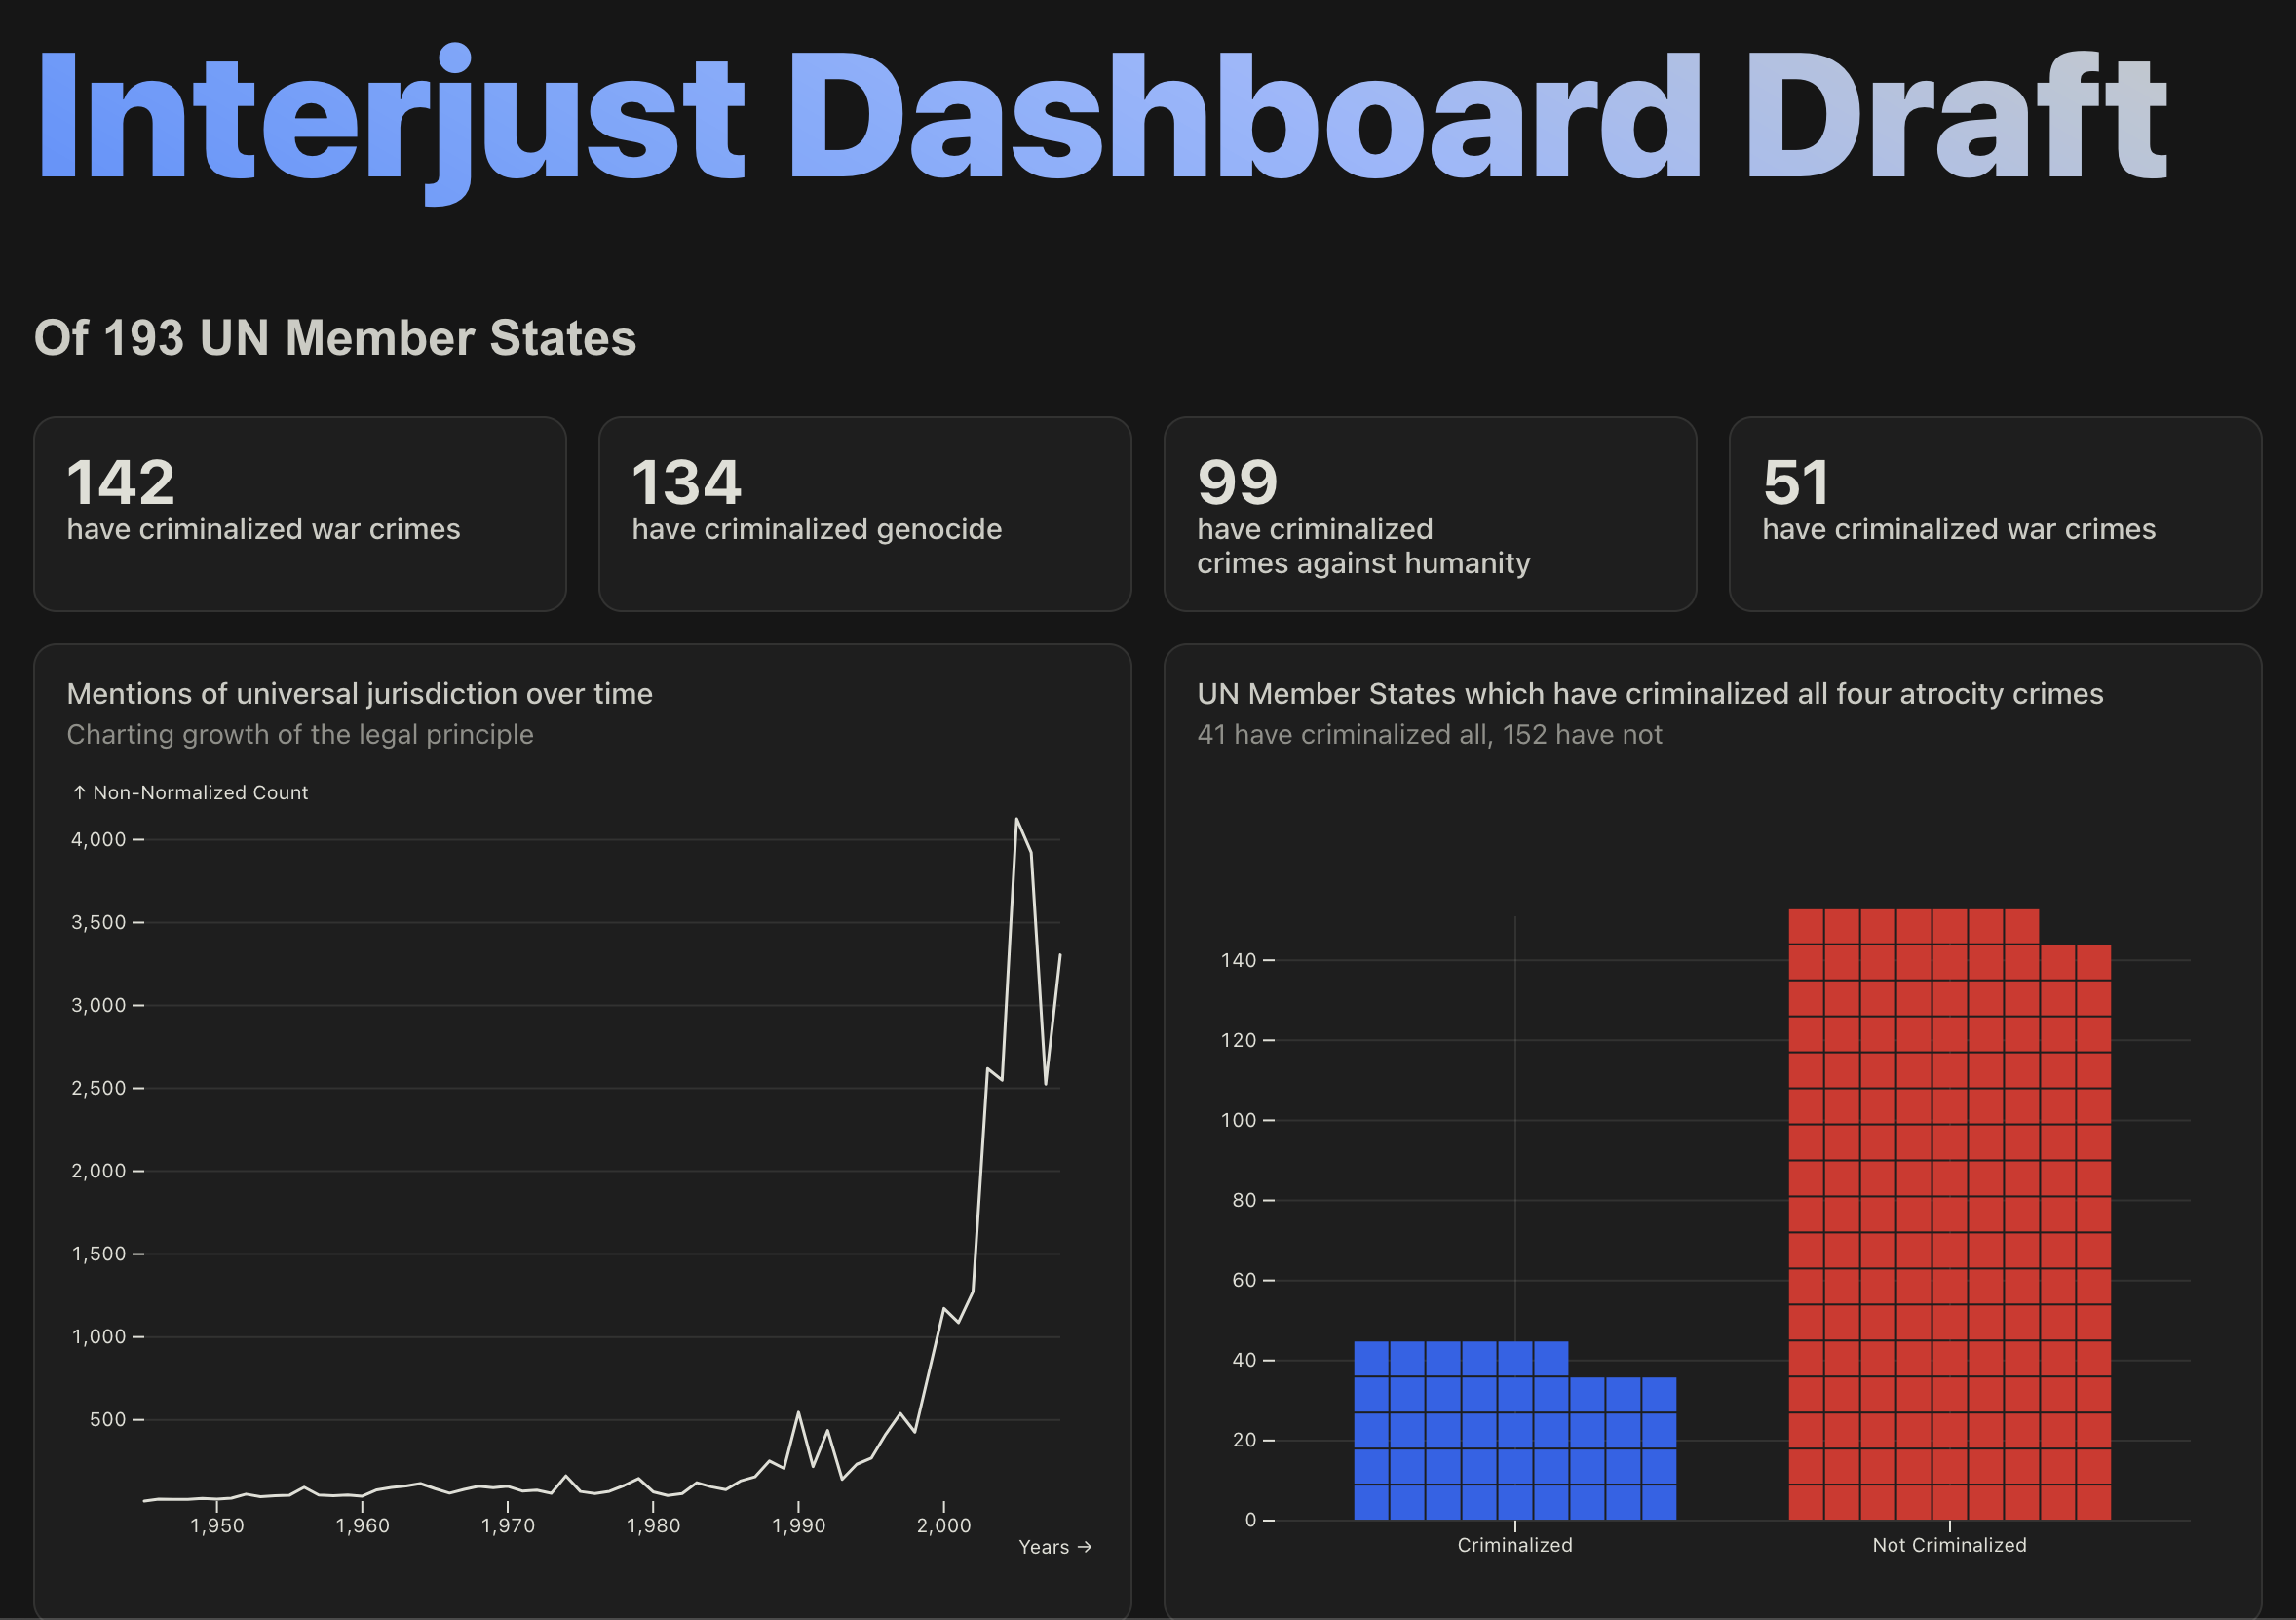 Interjust Dashboard Draft
Of 193 UN Member States
142
have criminalized war crimes
134
have criminalized genocide
99
have criminalized
crimes against humanity
51
have criminalized war crimes
Mentions of universal jurisdiction over time
Charting growth of the legal principle
↑ Non-Normalized Count
4,000
3,500
3,000
2,500
2,000
1,500
1,000
500
1,950 1,960 1,970 1,980 1,990 2,000
Years →
UN Member States which have criminalized all four atrocity crimes
41 have criminalized all, 152 have not
140
120
100
80
60
40
20
0
Criminalized Not Criminalized